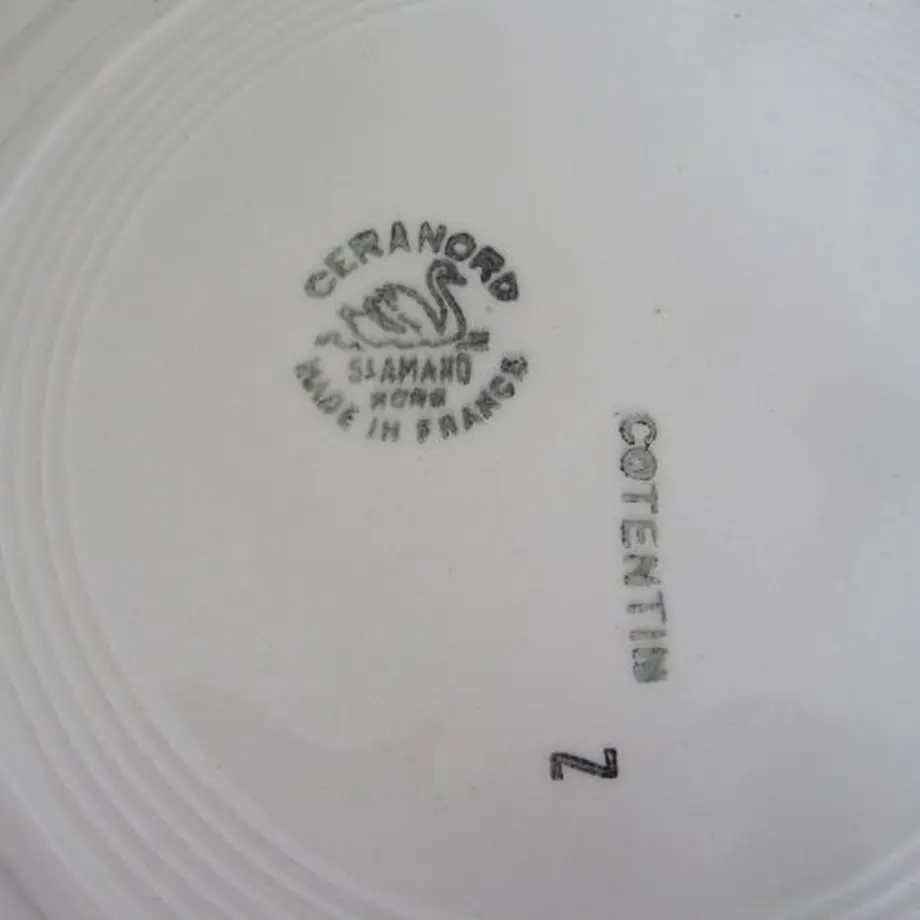 CERANORD
St AMAND
NORD
MADE IN FRANCE
COTENTIN
Z